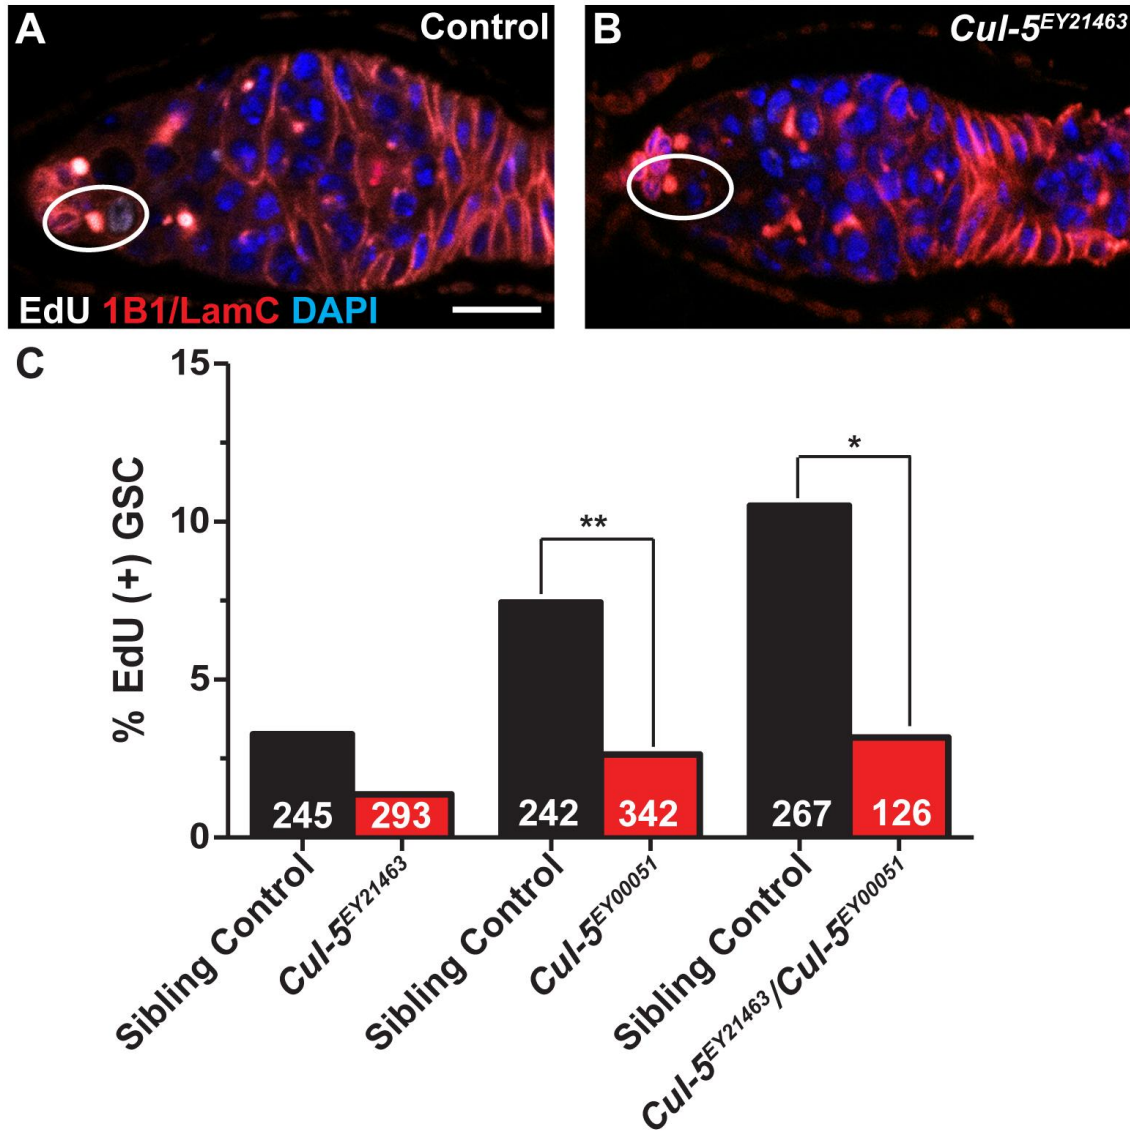 A
Control
EdU 1B1/LamC DAPI
B
Cul-5EY21463
C
% EdU (+) GSC
15
10
5
0
**
*
245
293
242
342
267
126
Sibling Control
Cul-5EY21463
Sibling Control
Cul-5EY00051
Sibling Control
Cul-5EY21463/Cul-5EY00051